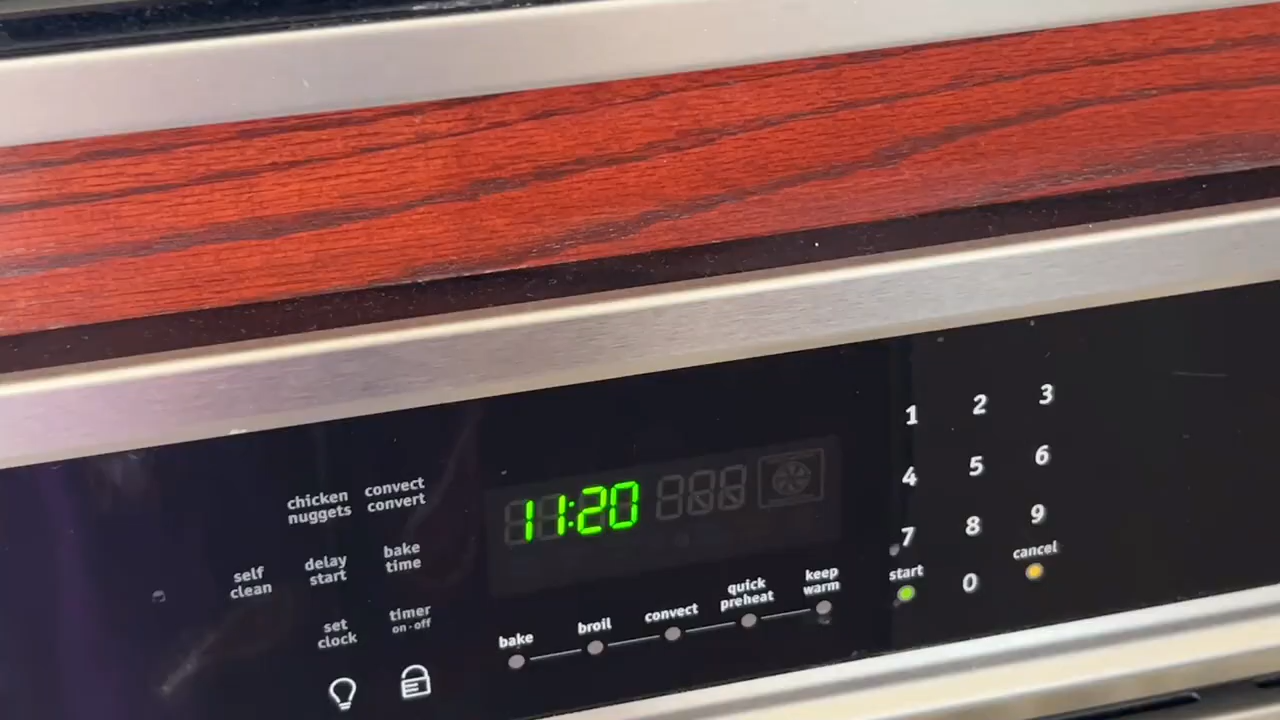 chicken nuggets
convect convert
self clean
delay start
bake time
set clock
timer on·off
11:20
bake
broil
convect
quick preheat
keep warm
1 2 3
4 5 6
7 8 9
start 0 cancel